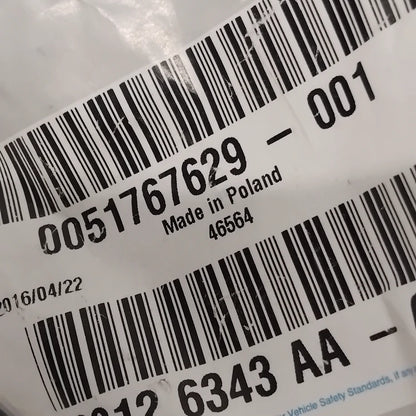 0051767629 - 001
Made in Poland
46564
2016/04/22
6343 AA -
Vehicle Safety Standards, if any